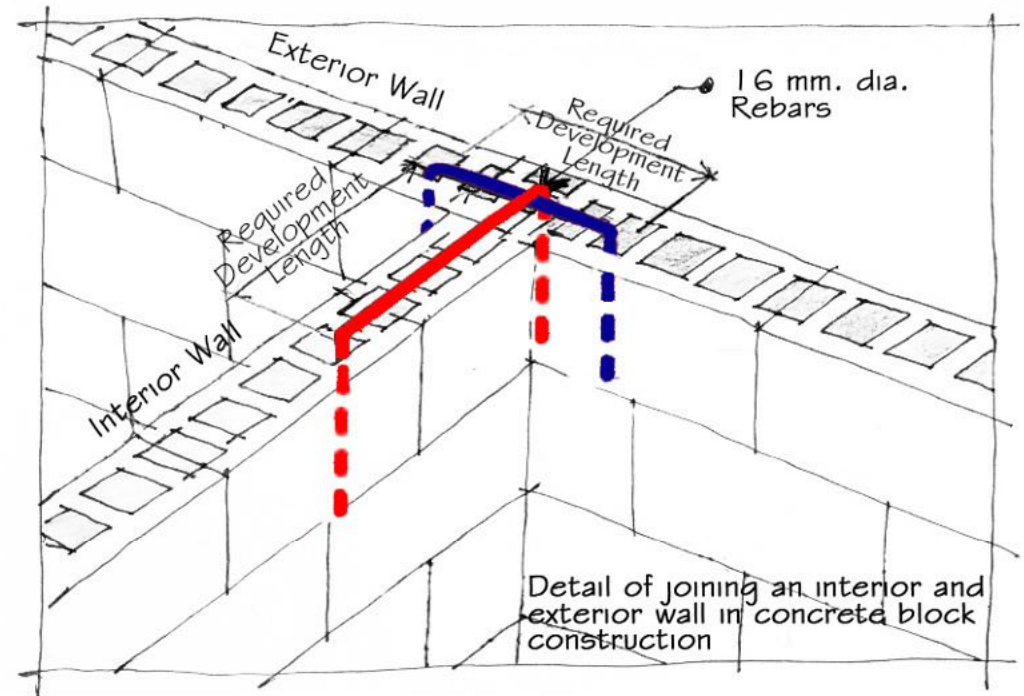 Exterior Wall
16 mm. dia.
Rebars
Required
Development
Length
Required
Development
Length
Interior Wall
Detail of joining an interior and
exterior wall in concrete block
construction